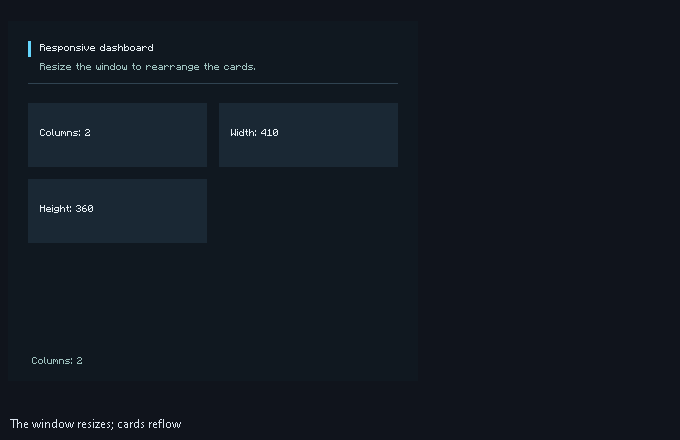 Responsive dashboard
Resize the window to rearrange the cards.
Columns: 2
Width: 410
Height: 360
Columns: 2
The window resizes; cards reflow